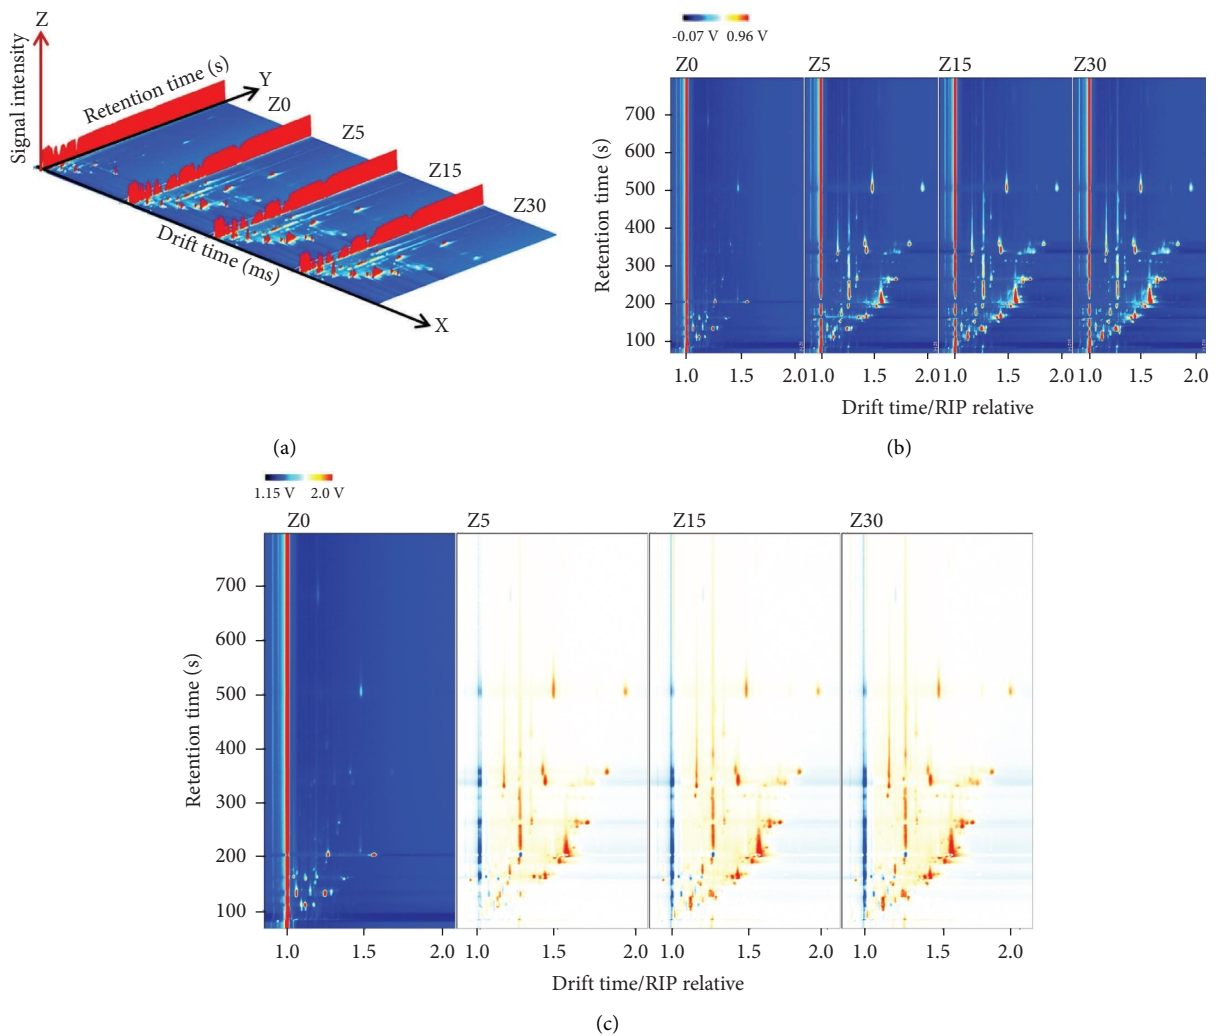 Z
Signal intensity
Retention time (s)
Y
Z0
Z5
Z15
Z30
Drift time (ms)
X
(a)
-0.07 V 0.96 V
Z0 Z5 Z15 Z30
700
600
500
400
300
200
100
Retention time (s)
1.0 1.5 2.0 1.0 1.5 2.0 1.0 1.5 2.0 1.0 1.5 2.0
Drift time/RIP relative
(b)
1.15 V 2.0 V
Z0 Z5 Z15 Z30
700
600
500
400
300
200
100
Retention time (s)
1.0 1.5 2.0 1.0 1.5 2.0 1.0 1.5 2.0 1.0 1.5 2.0
Drift time/RIP relative
(c)